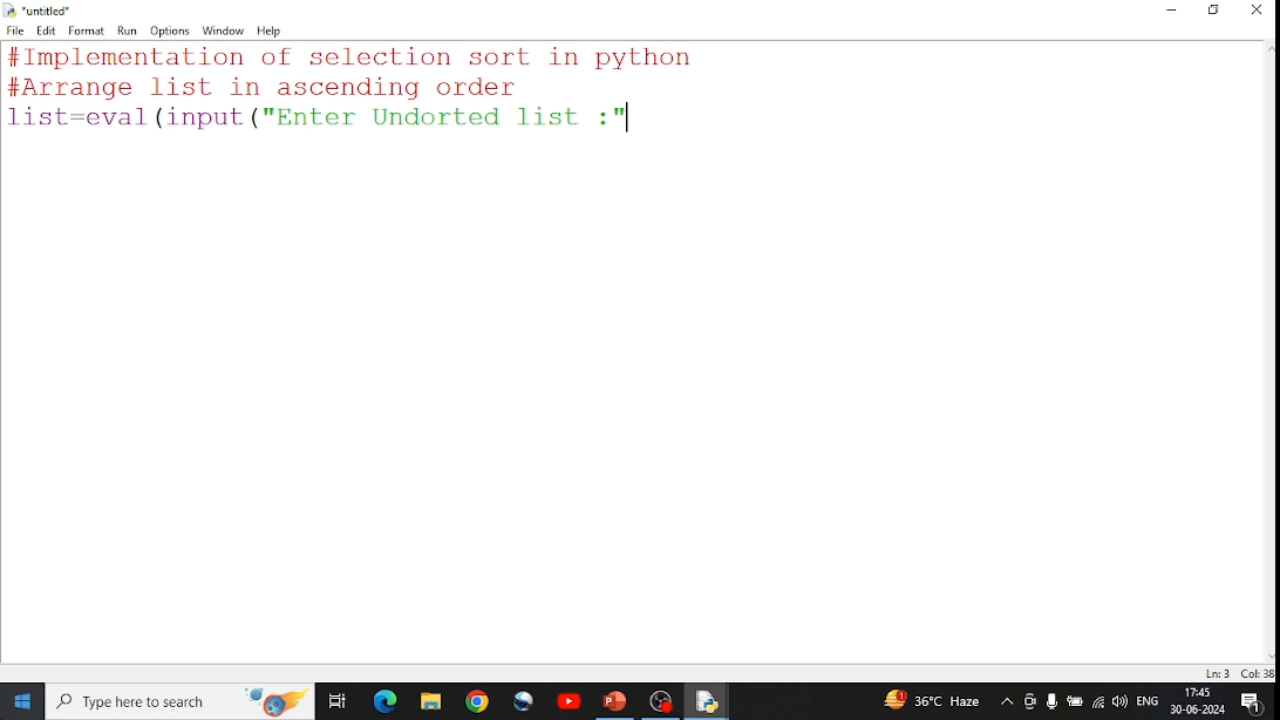 *untitled*
File Edit Format Run Options Window Help
#Implementation of selection sort in python
#Arrange list in ascending order
list=eval(input("Enter Undorted list :"
Ln: 3 Col: 38
Type here to search
36°C Haze
ENG
17:45
30-06-2024
1